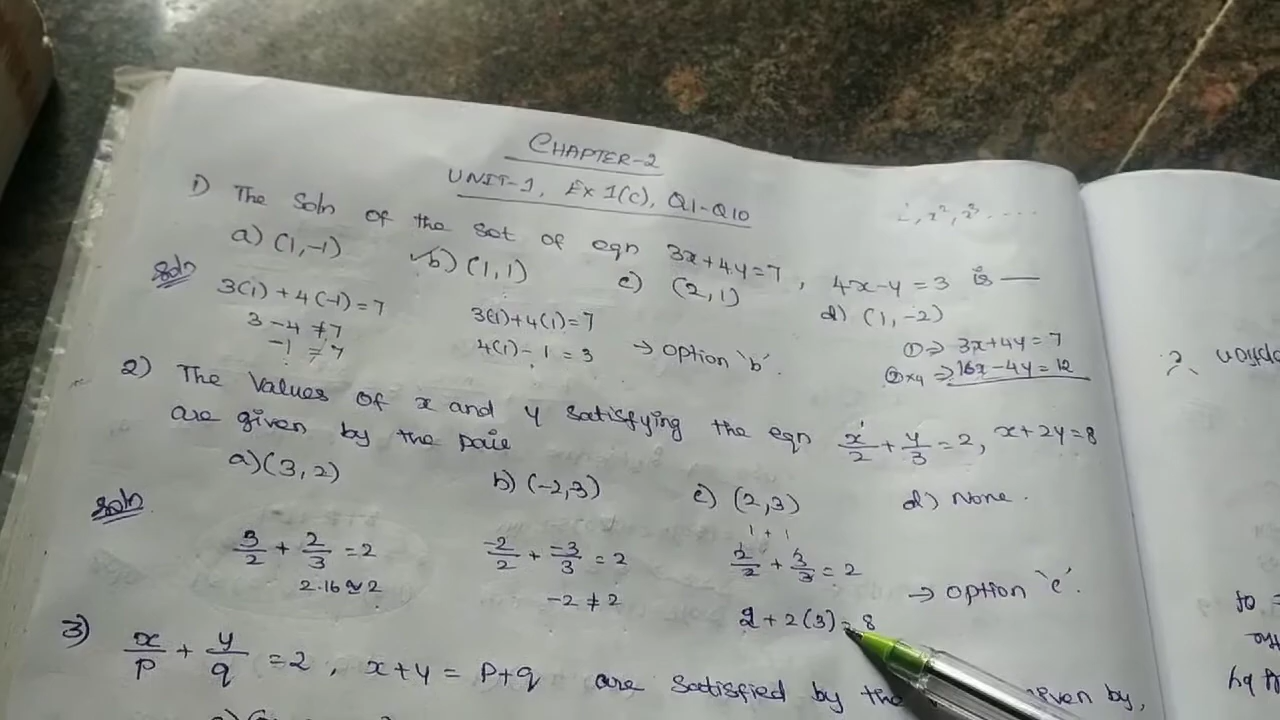 CHAPTER-2
UNIT-1, EX 1(c), Q1-Q10
1) The Soln of the Set of eqn 3x+4y=7, 4x-y=3 is —
a) (1,-1) ✓b) (1,1) c) (2,1) d) (1,-2)
Soln
3(1)+4(-1)=7
3-4≠7
-1≠7
3(1)+4(1)=7
4(1)-1=3 → option 'b'.
①⇒ 3x+4y=7
②×4 ⇒ 16x-4y=12
2) The Values of x and y satisfying the eqn x/2+y/3=2, x+2y=8
are given by the pair
a)(3,2) b) (-2,3) c) (2,3) d) None.
Soln
3/2+2/3=2
2.16≃2
-2/2+-3/3=2
-2≠2
1+1
2/2+3/3=2
2+2(3)=8
→ option 'c'.
3) x/p+y/q=2, x+y=p+q are Satisfied by the given by,
option